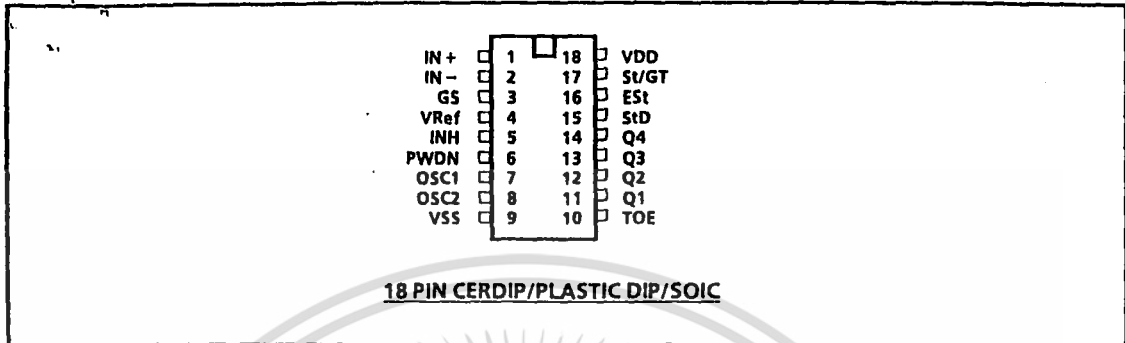 IN + 1 18 VDD
IN – 2 17 St/GT
GS 3 16 ESt
VRef 4 15 StD
INH 5 14 Q4
PWDN 6 13 Q3
OSC1 7 12 Q2
OSC2 8 11 Q1
VSS 9 10 TOE
18 PIN CERDIP/PLASTIC DIP/SOIC